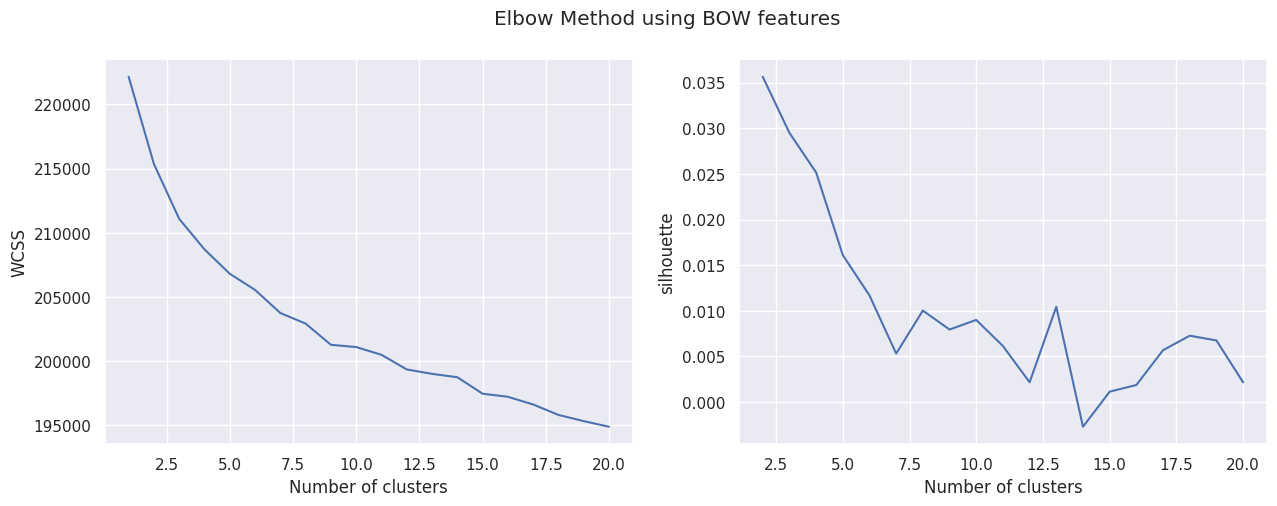 Elbow Method using BOW features
WCSS
220000
215000
210000
205000
200000
195000
2.5 5.0 7.5 10.0 12.5 15.0 17.5 20.0
Number of clusters
silhouette
0.035
0.030
0.025
0.020
0.015
0.010
0.005
0.000
2.5 5.0 7.5 10.0 12.5 15.0 17.5 20.0
Number of clusters